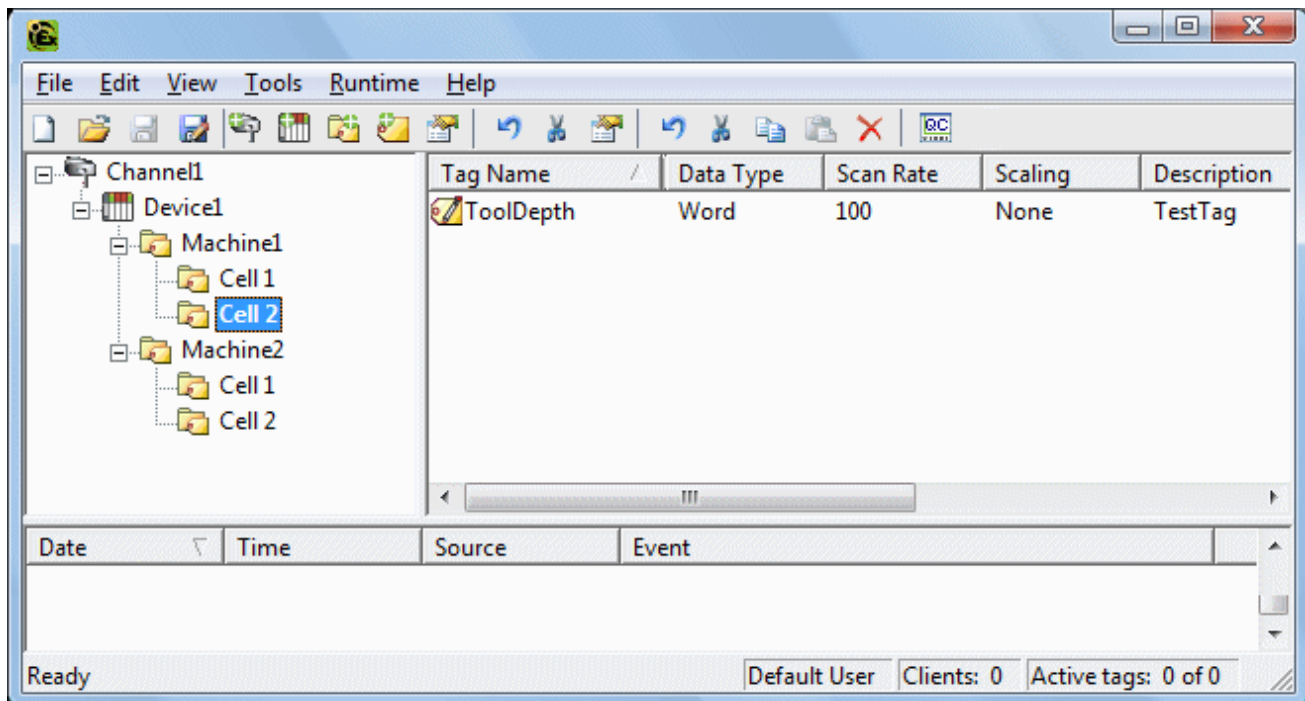 File Edit View Tools Runtime Help
Channel1
Device1
Machine1
Cell 1
Cell 2
Machine2
Cell 1
Cell 2
Tag Name Data Type Scan Rate Scaling Description
ToolDepth Word 100 None TestTag
Date Time Source Event
Ready Default User Clients: 0 Active tags: 0 of 0